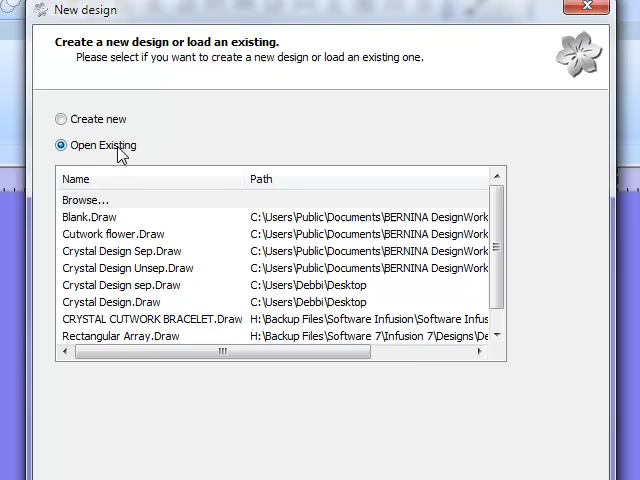 New design
Create a new design or load an existing.
Please select if you want to create a new design or load an existing one.
Create new
Open Existing
Name Path
Browse...
Blank.Draw C:\Users\Public\Documents\BERNINA DesignWork
Cutwork flower.Draw C:\Users\Public\Documents\BERNINA DesignWork
Crystal Design Sep.Draw C:\Users\Public\Documents\BERNINA DesignWork
Crystal Design Unsep.Draw C:\Users\Public\Documents\BERNINA DesignWork
Crystal Design sep.Draw C:\Users\Debbi\Desktop
Crystal Design.Draw C:\Users\Debbi\Desktop
CRYSTAL CUTWORK BRACELET.Draw H:\Backup Files\Software Infusion\Software Infus
Rectangular Array.Draw H:\Backup Files\Software 7\Infusion 7\Designs\De